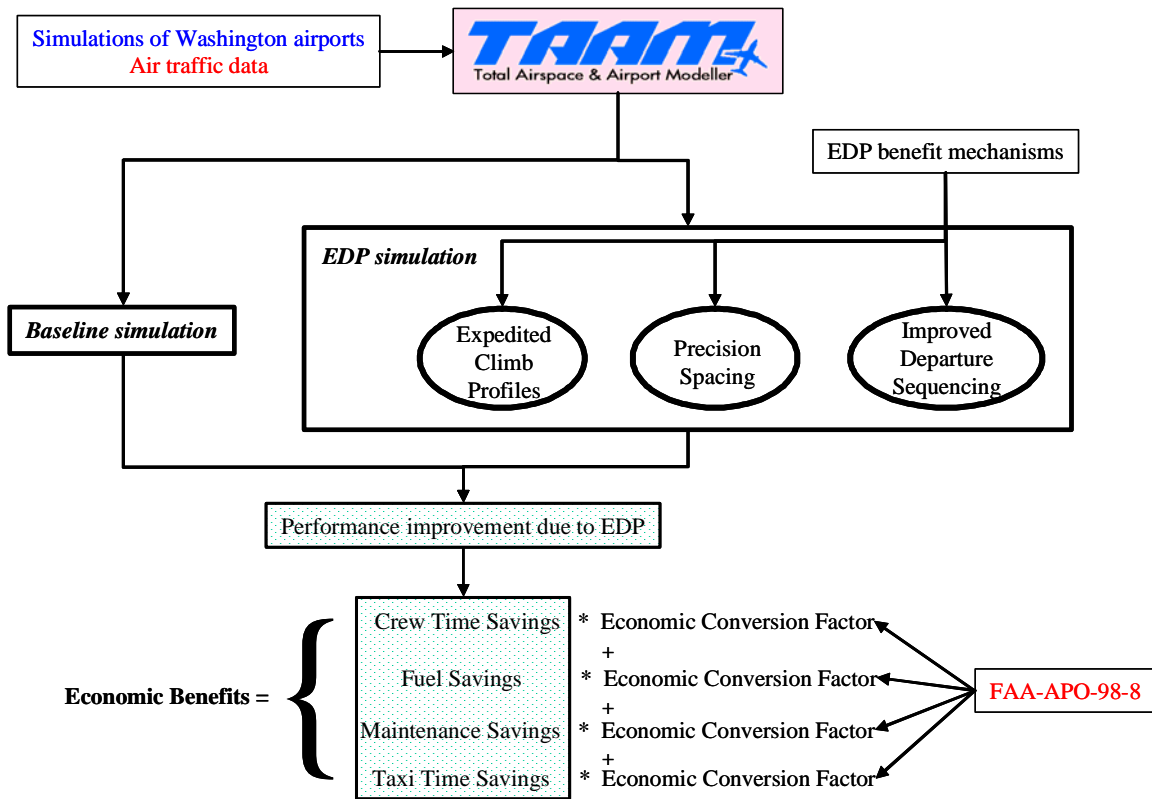 Simulations of Washington airports
Air traffic data
TAAM
Total Airspace & Airport Modeller
EDP benefit mechanisms
EDP simulation
Baseline simulation
Expedited
Climb
Profiles
Precision
Spacing
Improved
Departure
Sequencing
Performance improvement due to EDP
Economic Benefits = {
Crew Time Savings * Economic Conversion Factor
+
Fuel Savings * Economic Conversion Factor
+
Maintenance Savings * Economic Conversion Factor
+
Taxi Time Savings * Economic Conversion Factor
FAA-APO-98-8